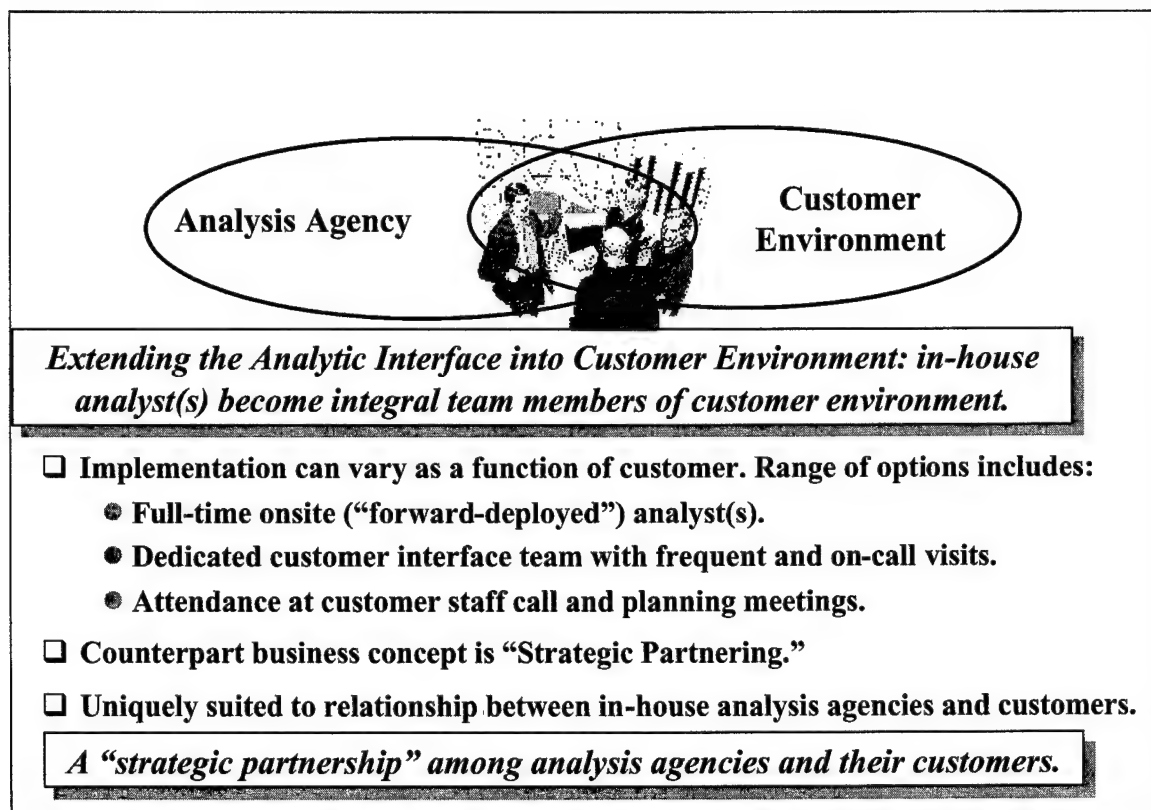 Analysis Agency
Customer
Environment
Extending the Analytic Interface into Customer Environment: in-house
analyst(s) become integral team members of customer environment.
❑ Implementation can vary as a function of customer. Range of options includes:
● Full-time onsite (“forward-deployed”) analyst(s).
● Dedicated customer interface team with frequent and on-call visits.
● Attendance at customer staff call and planning meetings.
❑ Counterpart business concept is “Strategic Partnering.”
❑ Uniquely suited to relationship between in-house analysis agencies and customers.
A “strategic partnership” among analysis agencies and their customers.